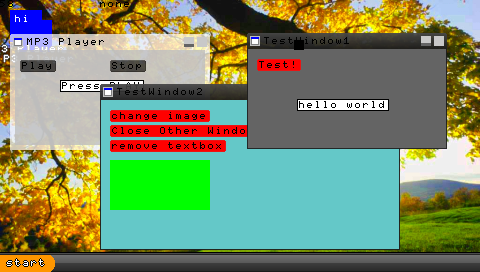 none
hi
MP3 Player
TestWindow1
Play
Stop
Test!
Press PLAY
TestWindow2
hello world
change image
Close Other Windo
remove textbox
start